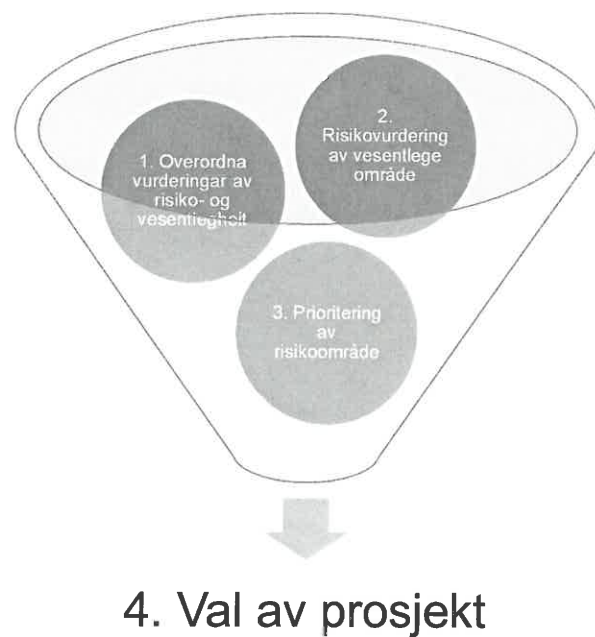 1. Overordna
vurderingar av
risiko- og
vesentlegheit
2.
Risikovurdering
av vesentlege
område
3. Prioritering
av
risikoområde
4. Val av prosjekt